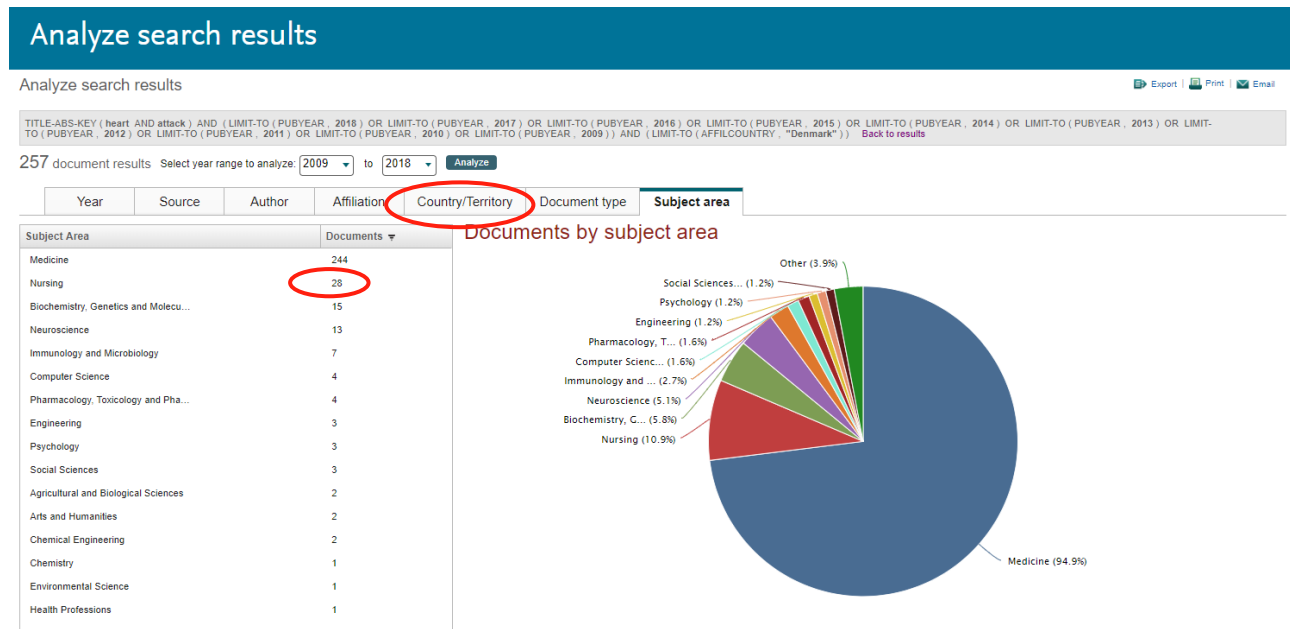 Analyze search results
Analyze search results
Export | Print | Email
TITLE-ABS-KEY ( heart AND attack ) AND ( LIMIT-TO ( PUBYEAR , 2018 ) OR LIMIT-TO ( PUBYEAR , 2017 ) OR LIMIT-TO ( PUBYEAR , 2016 ) OR LIMIT-TO ( PUBYEAR , 2015 ) OR LIMIT-TO ( PUBYEAR , 2014 ) OR LIMIT-TO ( PUBYEAR , 2013 ) OR LIMIT-
TO ( PUBYEAR , 2012 ) OR LIMIT-TO ( PUBYEAR , 2011 ) OR LIMIT-TO ( PUBYEAR , 2010 ) OR LIMIT-TO ( PUBYEAR , 2009 ) ) AND ( LIMIT-TO ( AFFILCOUNTRY , "Denmark" ) ) Back to results
257 document results Select year range to analyze: 2009 to 2018 Analyze
Year Source Author Affiliation Country/Territory Document type Subject area
Subject Area Documents
Medicine 244
Nursing 28
Biochemistry, Genetics and Molecu... 15
Neuroscience 13
Immunology and Microbiology 7
Computer Science 4
Pharmacology, Toxicology and Pha... 4
Engineering 3
Psychology 3
Social Sciences 3
Agricultural and Biological Sciences 2
Arts and Humanities 2
Chemical Engineering 2
Chemistry 1
Environmental Science 1
Health Professions 1
Documents by subject area
Other (3.9%)
Social Sciences... (1.2%)
Psychology (1.2%)
Engineering (1.2%)
Pharmacology, T... (1.6%)
Computer Scienc... (1.6%)
Immunology and ... (2.7%)
Neuroscience (5.1%)
Biochemistry, G... (5.8%)
Nursing (10.9%)
Medicine (94.9%)